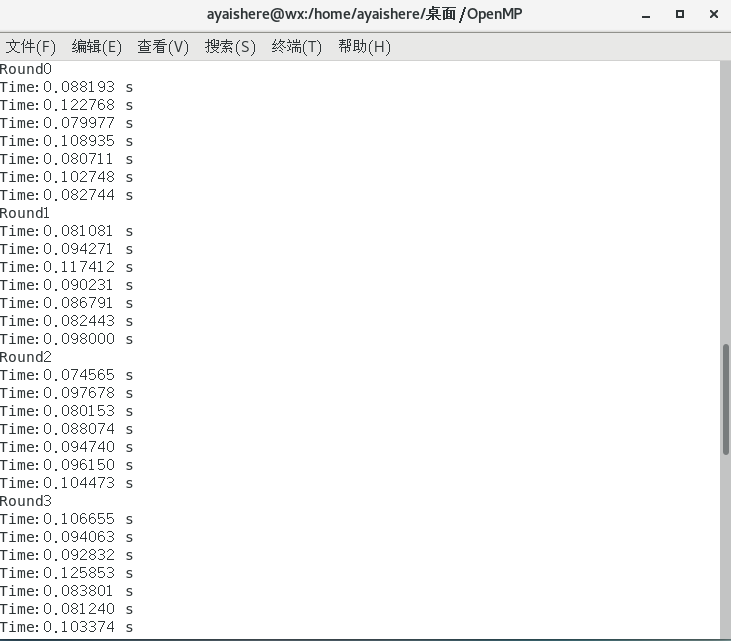 ayaishere@wx:/home/ayaishere/桌面/OpenMP
文件(F) 编辑(E) 查看(V) 搜索(S) 终端(T) 帮助(H)
Round0
Time:0.088193 s
Time:0.122768 s
Time:0.079977 s
Time:0.108935 s
Time:0.080711 s
Time:0.102748 s
Time:0.082744 s
Round1
Time:0.081081 s
Time:0.094271 s
Time:0.117412 s
Time:0.090231 s
Time:0.086791 s
Time:0.082443 s
Time:0.098000 s
Round2
Time:0.074565 s
Time:0.097678 s
Time:0.080153 s
Time:0.088074 s
Time:0.094740 s
Time:0.096150 s
Time:0.104473 s
Round3
Time:0.106655 s
Time:0.094063 s
Time:0.092832 s
Time:0.125853 s
Time:0.083801 s
Time:0.081240 s
Time:0.103374 s